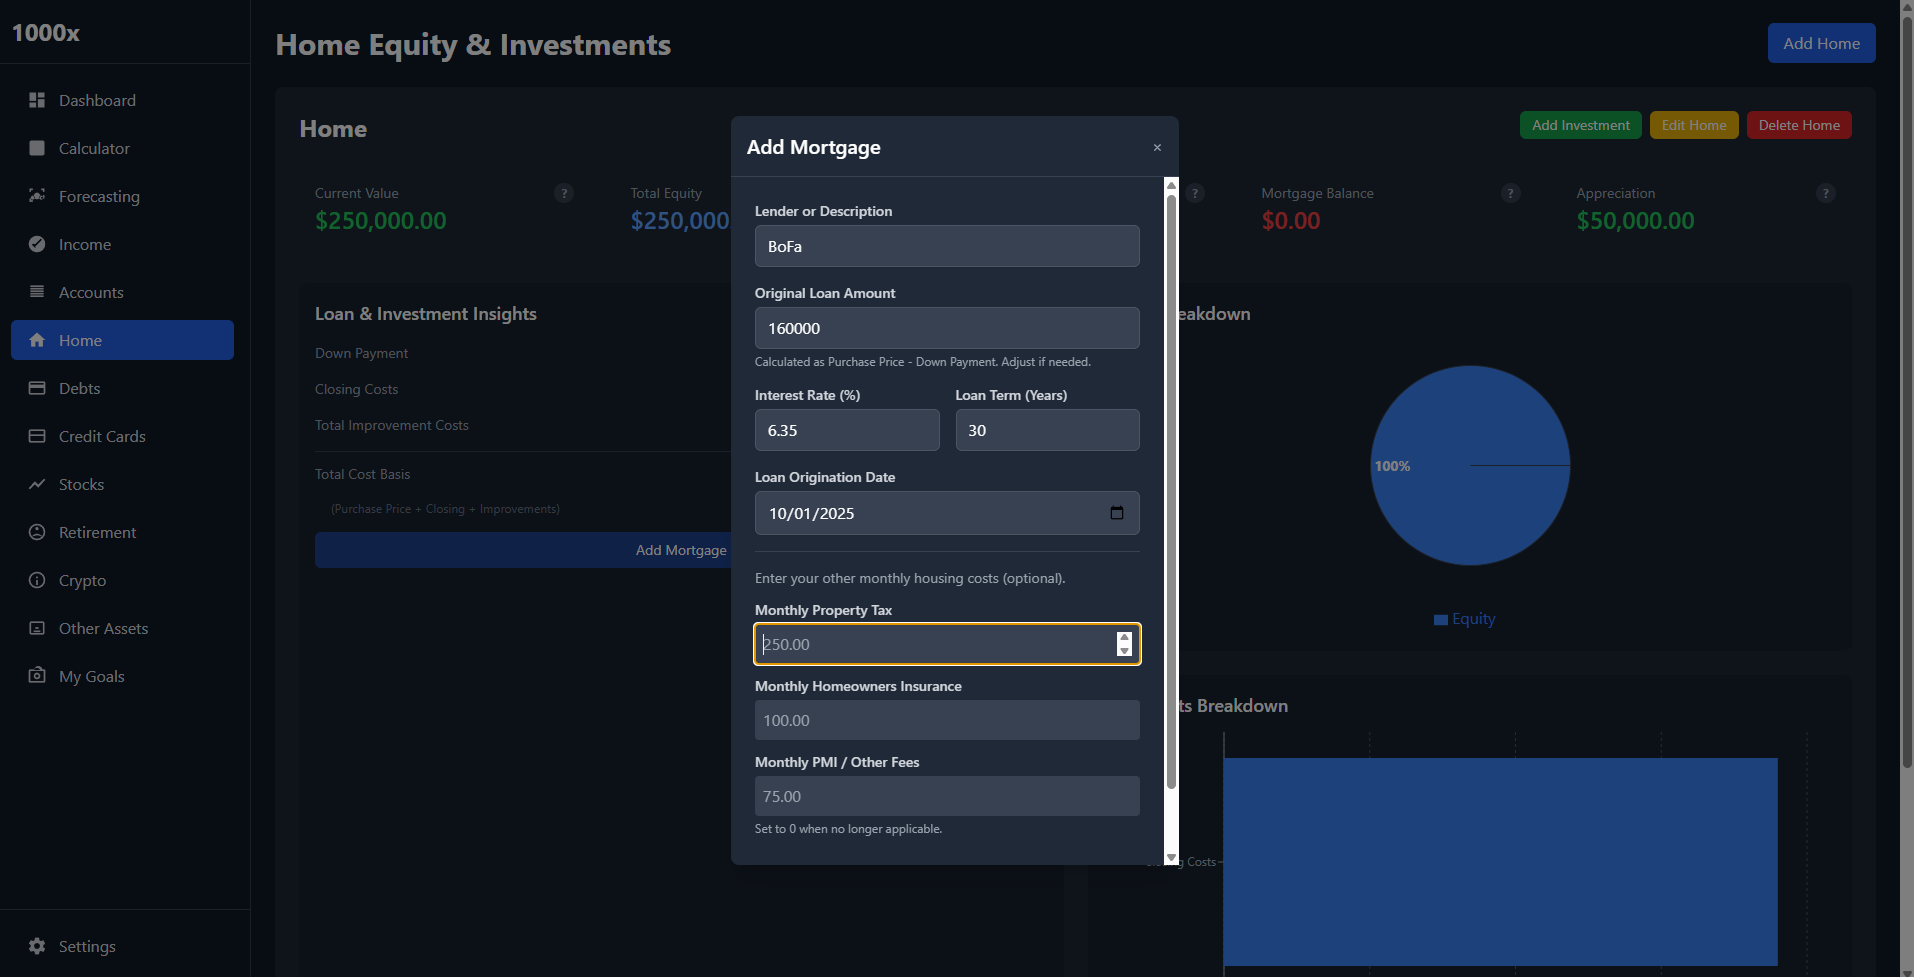 1000x
Dashboard
Calculator
Forecasting
Income
Accounts
Home
Debts
Credit Cards
Stocks
Retirement
Crypto
Other Assets
My Goals
Settings
Home Equity & Investments
Add Home
Home
Add Investment
Edit Home
Delete Home
Current Value
?
$250,000.00
Total Equity
$250,000
?
Mortgage Balance
?
$0.00
Appreciation
?
$50,000.00
Loan & Investment Insights
Down Payment
Closing Costs
Total Improvement Costs
Total Cost Basis
(Purchase Price + Closing + Improvements)
Add Mortgage
Add Mortgage
×
Lender or Description
BoFa
Original Loan Amount
160000
Calculated as Purchase Price - Down Payment. Adjust if needed.
Interest Rate (%)
6.35
Loan Term (Years)
30
Loan Origination Date
10/01/2025
Enter your other monthly housing costs (optional).
Monthly Property Tax
250.00
Monthly Homeowners Insurance
100.00
Monthly PMI / Other Fees
75.00
Set to 0 when no longer applicable.
eakdown
100%
Equity
ts Breakdown
g Costs